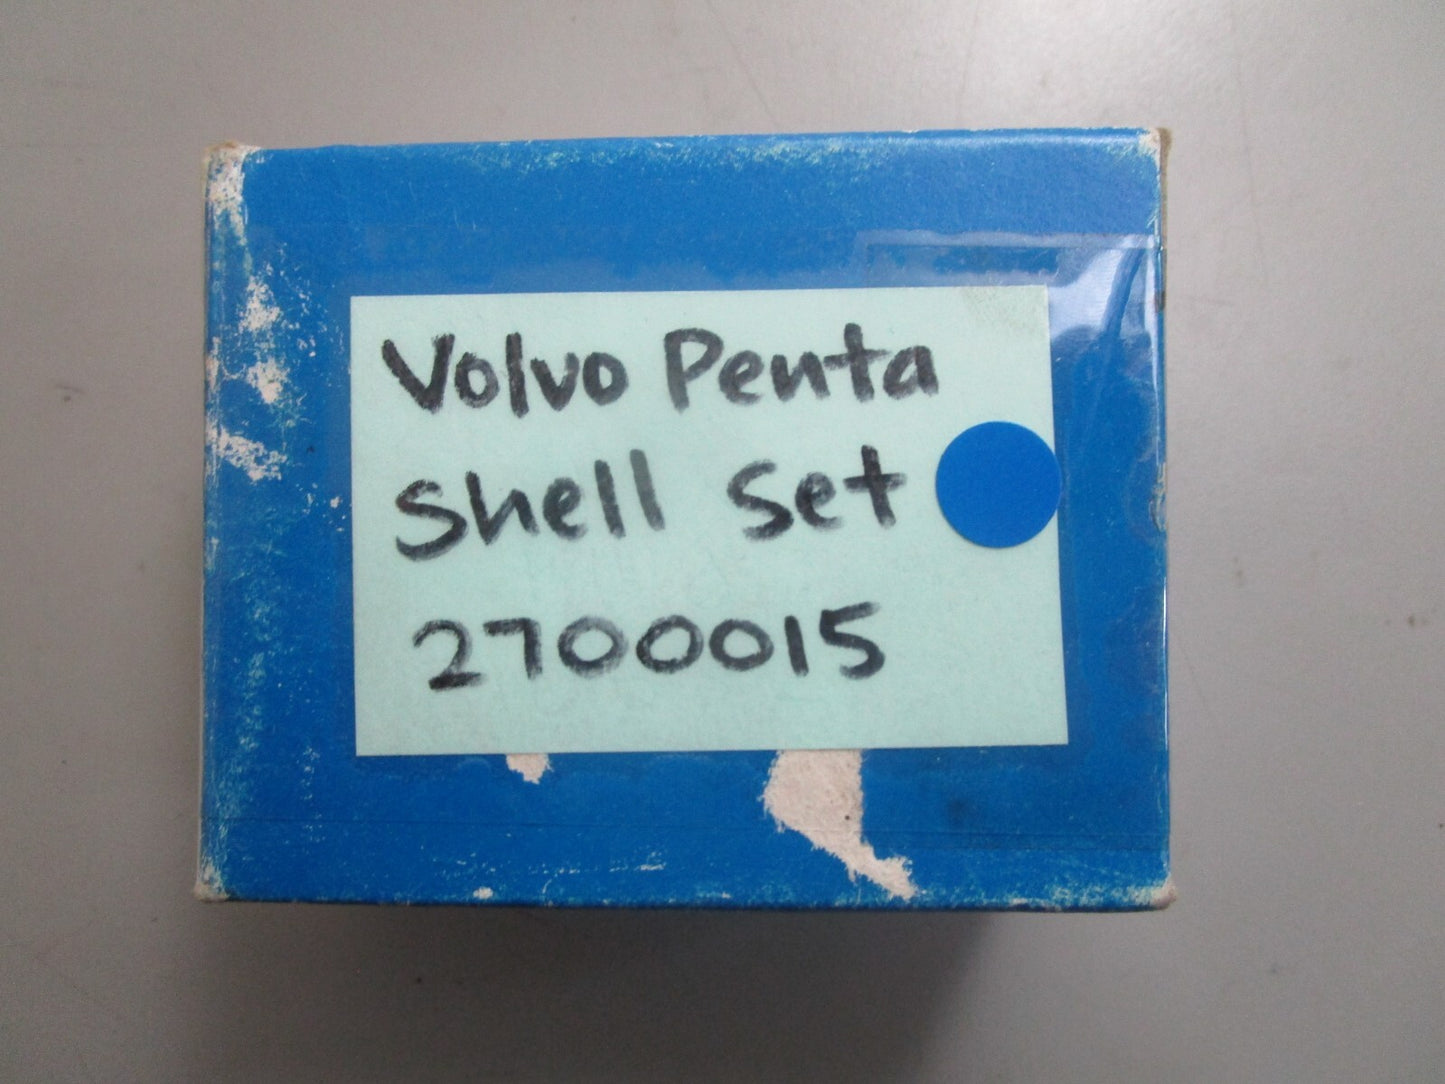 Volvo Penta
Shell Set
2700015